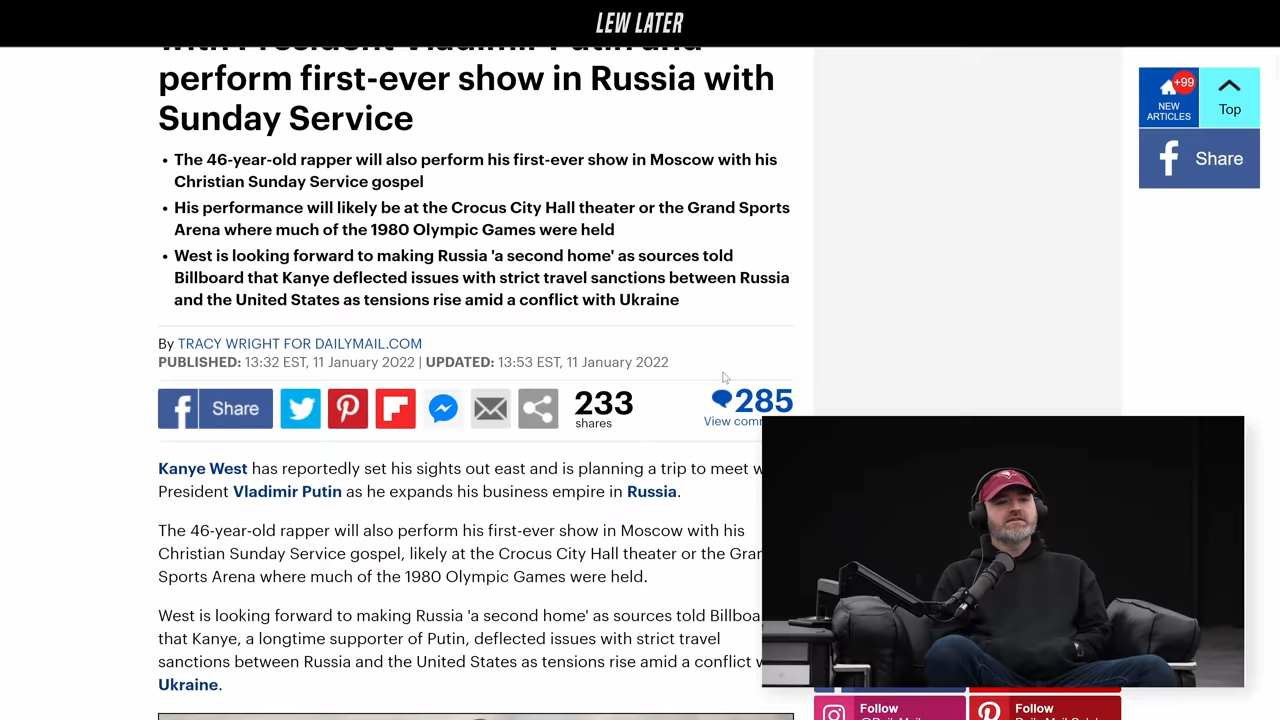 LEW LATER
with President Vladimir Putin and
perform first-ever show in Russia with
Sunday Service
• The 46-year-old rapper will also perform his first-ever show in Moscow with his
Christian Sunday Service gospel
• His performance will likely be at the Crocus City Hall theater or the Grand Sports
Arena where much of the 1980 Olympic Games were held
• West is looking forward to making Russia 'a second home' as sources told
Billboard that Kanye deflected issues with strict travel sanctions between Russia
and the United States as tensions rise amid a conflict with Ukraine
By TRACY WRIGHT FOR DAILYMAIL.COM
PUBLISHED: 13:32 EST, 11 January 2022 | UPDATED: 13:53 EST, 11 January 2022
f Share
233
shares
285
View comm
Kanye West has reportedly set his sights out east and is planning a trip to meet w
President Vladimir Putin as he expands his business empire in Russia.
The 46-year-old rapper will also perform his first-ever show in Moscow with his
Christian Sunday Service gospel, likely at the Crocus City Hall theater or the Gran
Sports Arena where much of the 1980 Olympic Games were held.
West is looking forward to making Russia 'a second home' as sources told Billboa
that Kanye, a longtime supporter of Putin, deflected issues with strict travel
sanctions between Russia and the United States as tensions rise amid a conflict w
Ukraine.
+99
NEW
ARTICLES
Top
f Share
Follow
Follow